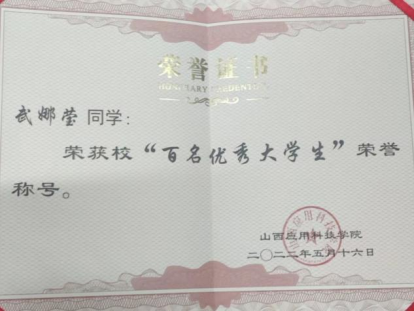 荣誉证书
HONORARY CREDENTIAL
武娜莹 同学：
荣获校“百名优秀大学生”荣誉
称号。
山西应用科技学院
二〇二二年五月十六日